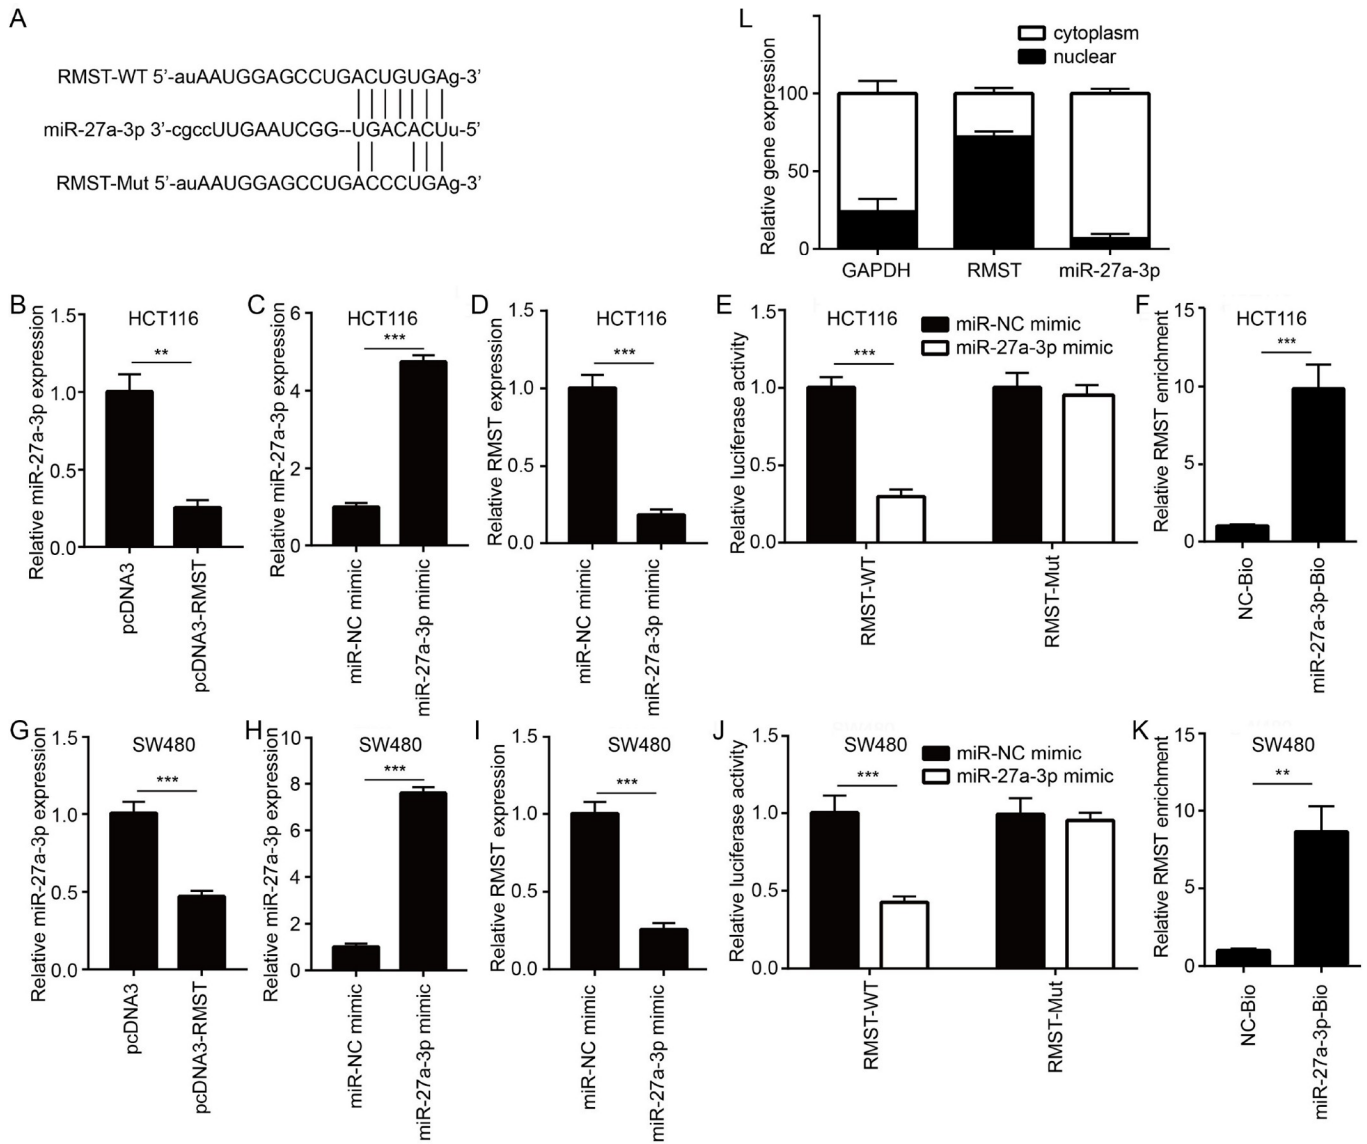 A
RMST-WT 5’-auAAUGGAGCCUGACUGUGAg-3’
miR-27a-3p 3’-cgccUUGAAUCGG--UGACACUu-5’
RMST-Mut 5’-auAAUGGAGCCUGACCCUGAg-3’
L
Relative gene expression
100
50
0
cytoplasm
nuclear
GAPDH
RMST
miR-27a-3p
B
HCT116
**
Relative miR-27a-3p expression
1.5
1.0
0.5
0.0
pcDNA3
pcDNA3-RMST
C
HCT116
***
Relative miR-27a-3p expression
6
4
2
0
miR-NC mimic
miR-27a-3p mimic
D
HCT116
***
Relative RMST expression
1.5
1.0
0.5
0.0
miR-NC mimic
miR-27a-3p mimic
E
HCT116
***
miR-NC mimic
miR-27a-3p mimic
Relative luciferase activity
1.5
1.0
0.5
0.0
RMST-WT
RMST-Mut
F
HCT116
***
Relative RMST enrichment
15
10
5
0
NC-Bio
miR-27a-3p-Bio
G
SW480
***
Relative miR-27a-3p expression
1.5
1.0
0.5
0.0
pcDNA3
pcDNA3-RMST
H
SW480
***
Relative miR-27a-3p expression
10
8
6
4
2
0
miR-NC mimic
miR-27a-3p mimic
I
SW480
***
Relative RMST expression
1.5
1.0
0.5
0.0
miR-NC mimic
miR-27a-3p mimic
J
SW480
***
miR-NC mimic
miR-27a-3p mimic
Relative luciferase activity
1.5
1.0
0.5
0.0
RMST-WT
RMST-Mut
K
SW480
**
Relative RMST enrichment
15
10
5
0
NC-Bio
miR-27a-3p-Bio